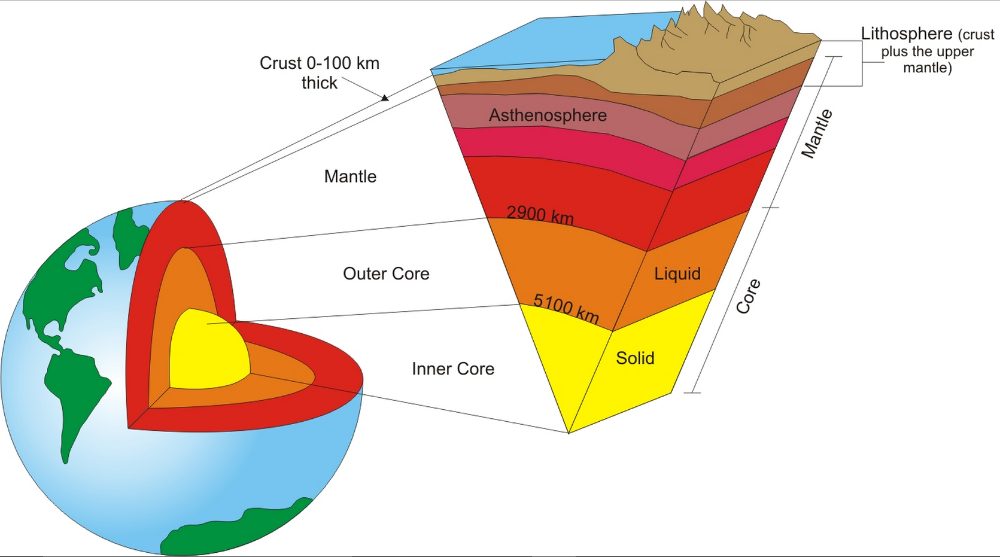 Crust 0-100 km
thick
Lithosphere (crust
plus the upper
mantle)
Asthenosphere
Mantle
Mantle
2900 km
Outer Core
Liquid
Core
5100 km
Inner Core
Solid